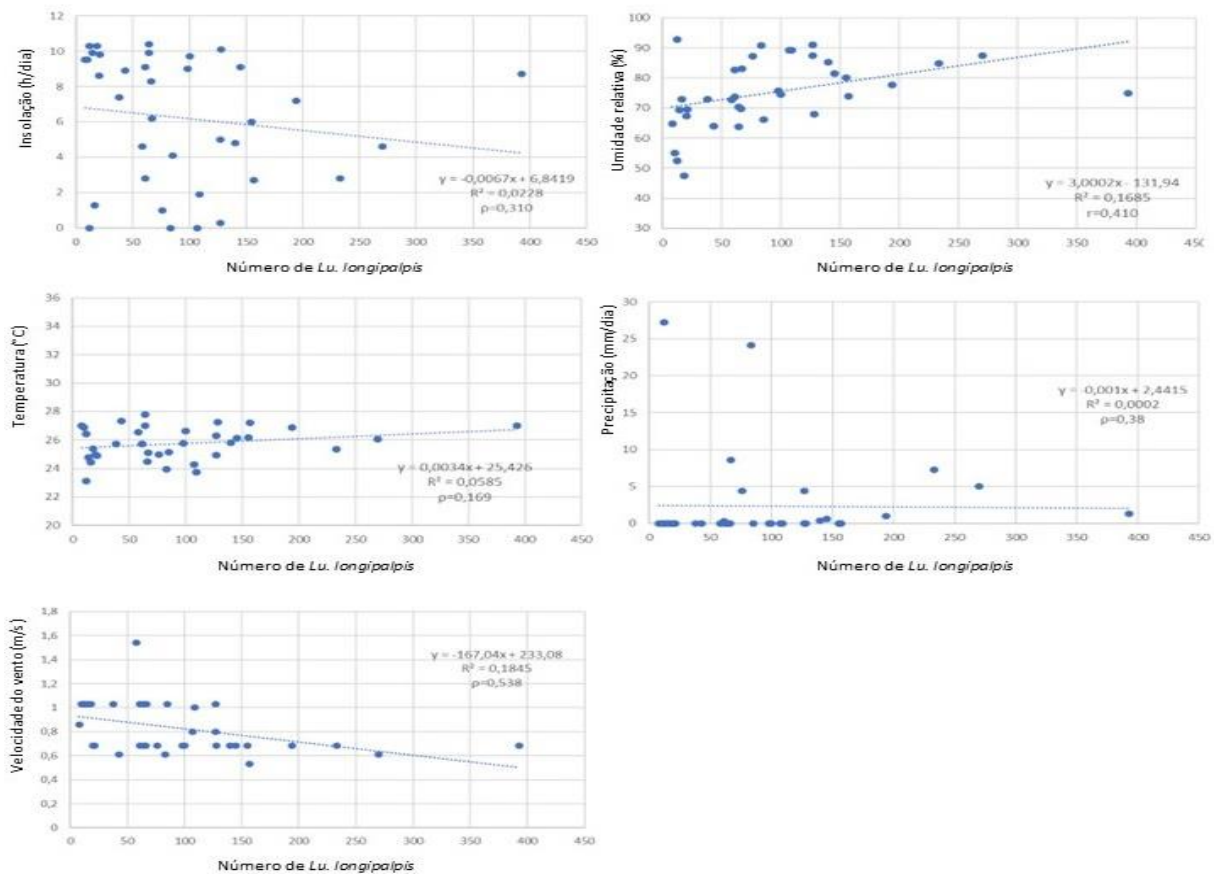 Insolação (h/dia)
12
10
8
6
4
2
0
y = -0,0067x + 6,8419
R² = 0,0228
ρ=0,310
0 50 100 150 200 250 300 350 400 450
Número de Lu. longipalpis
Umidade relativa (%)
100
90
80
70
60
50
40
30
y = 3,0002x - 131,94
R² = 0,1685
r=0,410
0 50 100 150 200 250 300 350 400 450
Número de Lu. longipalpis
Temperatura (°C)
36
34
32
30
28
26
24
22
20
y = 0,0034x + 25,426
R² = 0,0585
ρ=0,169
0 50 100 150 200 250 300 350 400 450
Número de Lu. longipalpis
Precipitação (mm/dia)
30
25
20
15
10
5
0
y = -0,001x + 2,4415
R² = 0,0002
ρ=0,38
0 50 100 150 200 250 300 350 400 450
Número de Lu. longipalpis
Velocidade do vento (m/s)
1,8
1,6
1,4
1,2
1
0,8
0,6
0,4
0,2
0
y = -167,04x + 233,08
R² = 0,1845
ρ=0,538
0 50 100 150 200 250 300 350 400 450
Número de Lu. longipalpis